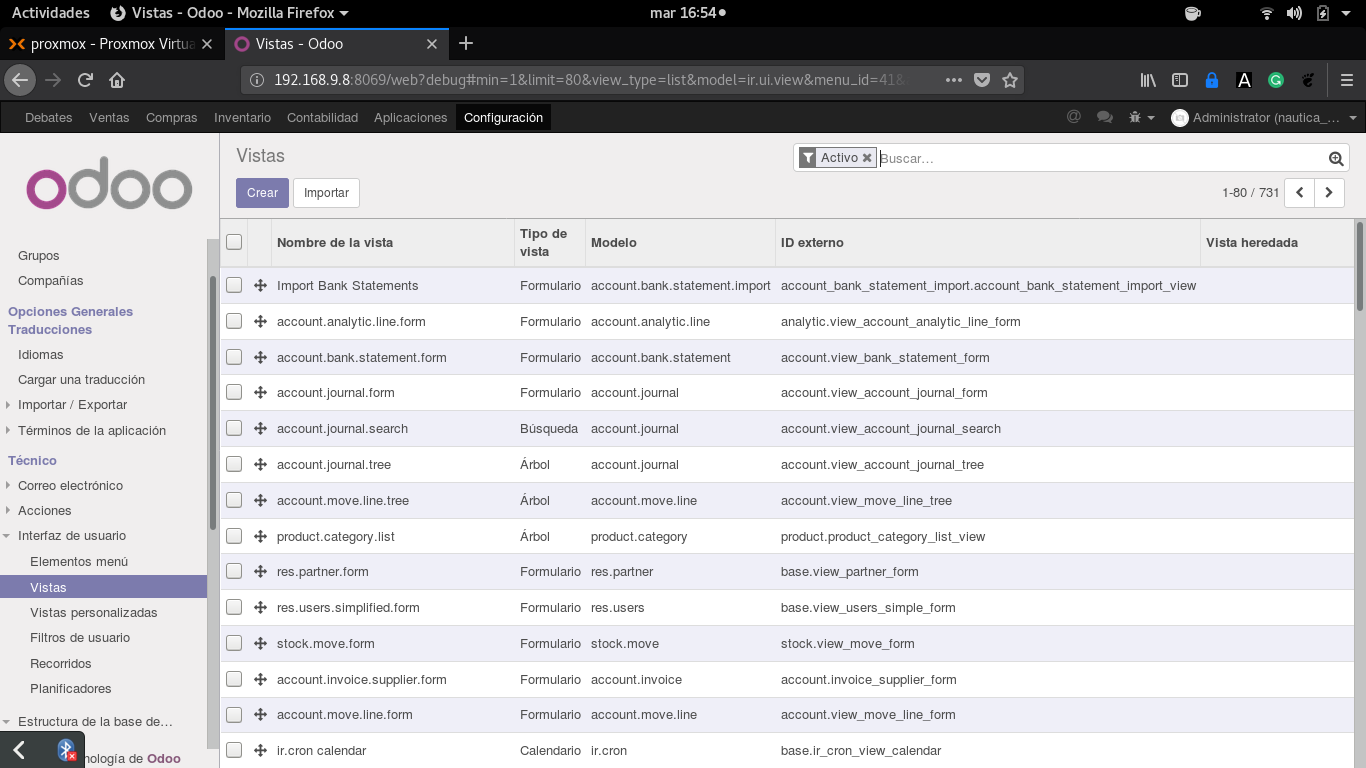 Actividades Vistas - Odoo - Mozilla Firefox mar 16:54
proxmox - Proxmox Virtua Vistas - Odoo
192.168.9.8:8069/web?debug#min=1&limit=80&view_type=list&model=ir.ui.view&menu_id=41&
Debates Ventas Compras Inventario Contabilidad Aplicaciones Configuración Administrator (nautica_...
odoo
Grupos
Compañías
Opciones Generales
Traducciones
Idiomas
Cargar una traducción
Importar / Exportar
Términos de la aplicación
Técnico
Correo electrónico
Acciones
Interfaz de usuario
Elementos menú
Vistas
Vistas personalizadas
Filtros de usuario
Recorridos
Planificadores
Estructura de la base de...
nología de Odoo
Vistas
Activo Buscar...
Crear Importar
1-80 / 731
Nombre de la vista Tipo de vista Modelo ID externo Vista heredada
Import Bank Statements Formulario account.bank.statement.import account_bank_statement_import.account_bank_statement_import_view
account.analytic.line.form Formulario account.analytic.line analytic.view_account_analytic_line_form
account.bank.statement.form Formulario account.bank.statement account.view_bank_statement_form
account.journal.form Formulario account.journal account.view_account_journal_form
account.journal.search Búsqueda account.journal account.view_account_journal_search
account.journal.tree Árbol account.journal account.view_account_journal_tree
account.move.line.tree Árbol account.move.line account.view_move_line_tree
product.category.list Árbol product.category product.product_category_list_view
res.partner.form Formulario res.partner base.view_partner_form
res.users.simplified.form Formulario res.users base.view_users_simple_form
stock.move.form Formulario stock.move stock.view_move_form
account.invoice.supplier.form Formulario account.invoice account.invoice_supplier_form
account.move.line.form Formulario account.move.line account.view_move_line_form
ir.cron calendar Calendario ir.cron base.ir_cron_view_calendar